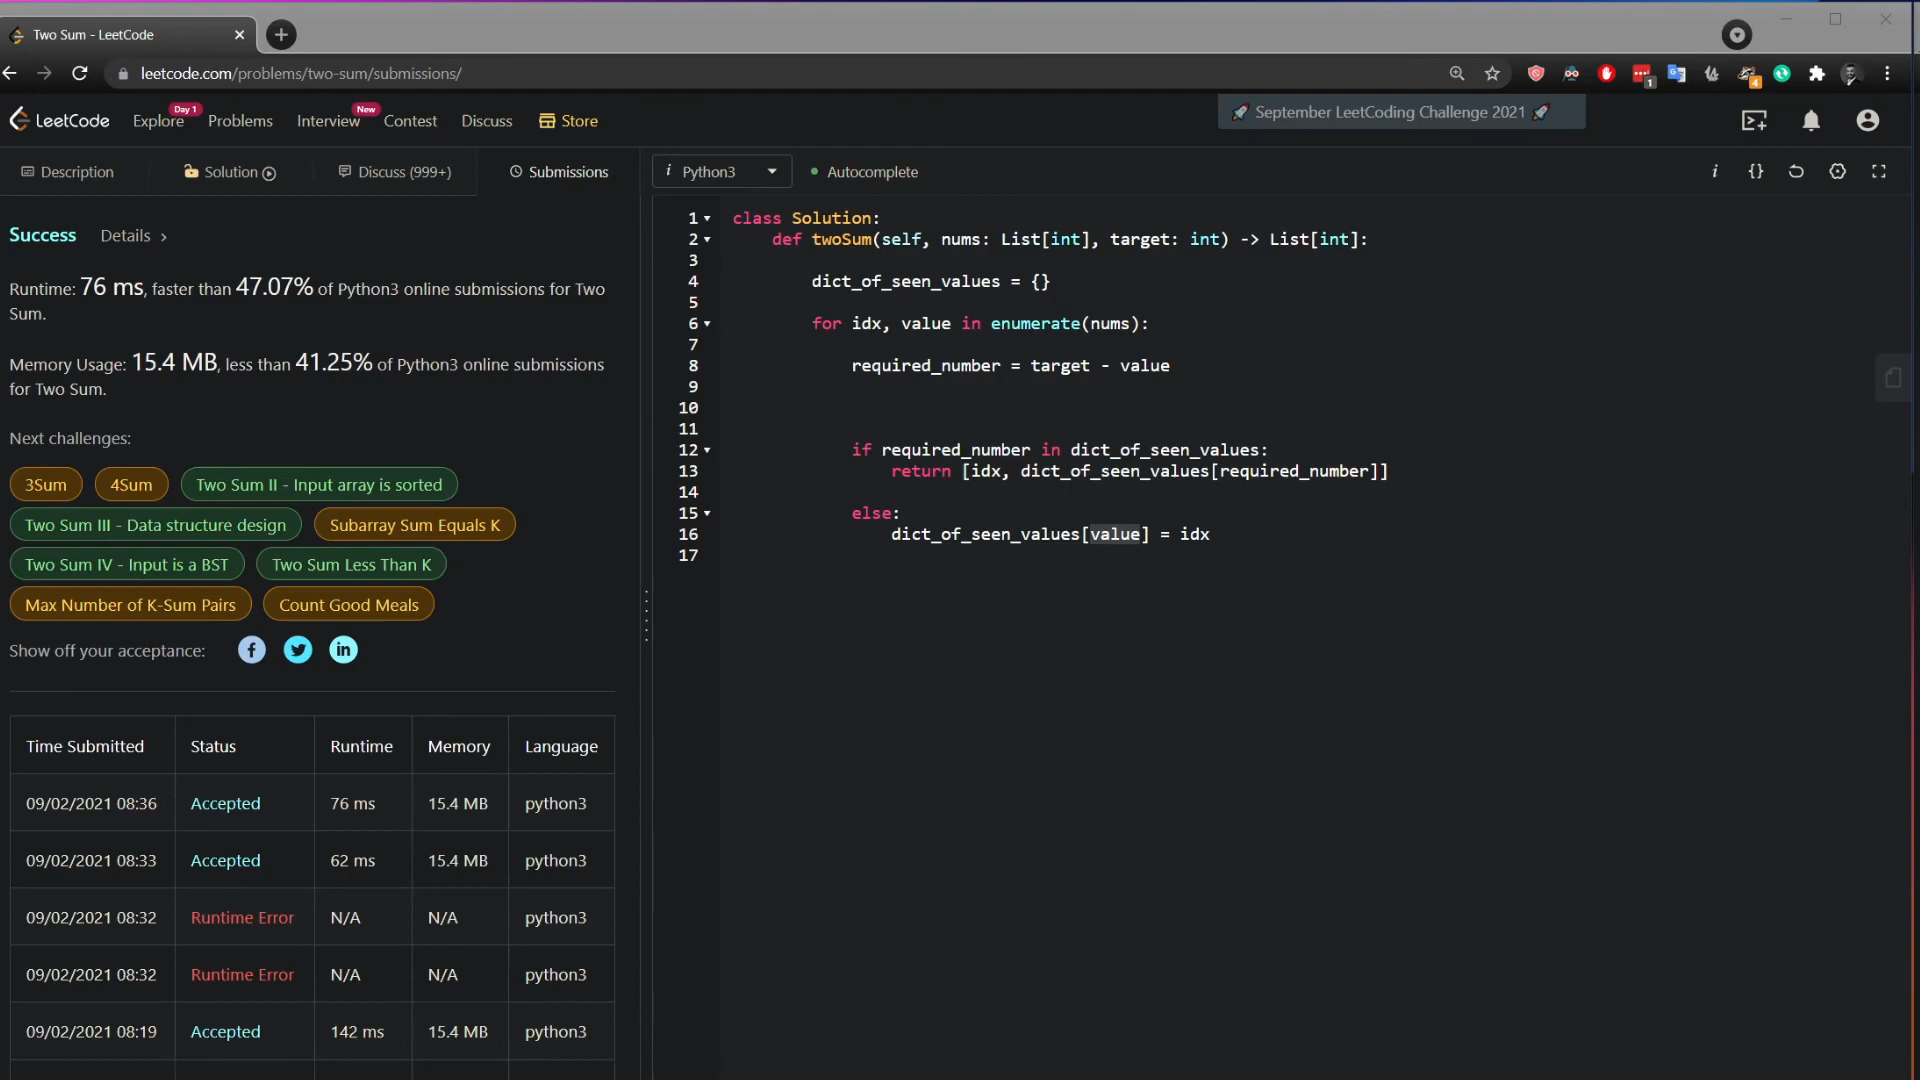 Two Sum - LeetCode
leetcode.com/problems/two-sum/submissions/
1
4
LeetCode
Explore
Day 1
Problems
Interview
New
Contest
Discuss
Store
🚀 September LeetCoding Challenge 2021 🚀
Description
Solution
Discuss (999+)
Submissions
i Python3
Autocomplete
i {}
Success Details >
Runtime: 76 ms, faster than 47.07% of Python3 online submissions for Two
Sum.
Memory Usage: 15.4 MB, less than 41.25% of Python3 online submissions
for Two Sum.
Next challenges:
3Sum 4Sum Two Sum II - Input array is sorted
Two Sum III - Data structure design Subarray Sum Equals K
Two Sum IV - Input is a BST Two Sum Less Than K
Max Number of K-Sum Pairs Count Good Meals
Show off your acceptance:
Time Submitted Status Runtime Memory Language
09/02/2021 08:36 Accepted 76 ms 15.4 MB python3
09/02/2021 08:33 Accepted 62 ms 15.4 MB python3
09/02/2021 08:32 Runtime Error N/A N/A python3
09/02/2021 08:32 Runtime Error N/A N/A python3
09/02/2021 08:19 Accepted 142 ms 15.4 MB python3
1 class Solution:
2 def twoSum(self, nums: List[int], target: int) -> List[int]:
3
4 dict_of_seen_values = {}
5
6 for idx, value in enumerate(nums):
7
8 required_number = target - value
9
10
11
12 if required_number in dict_of_seen_values:
13 return [idx, dict_of_seen_values[required_number]]
14
15 else:
16 dict_of_seen_values[value] = idx
17